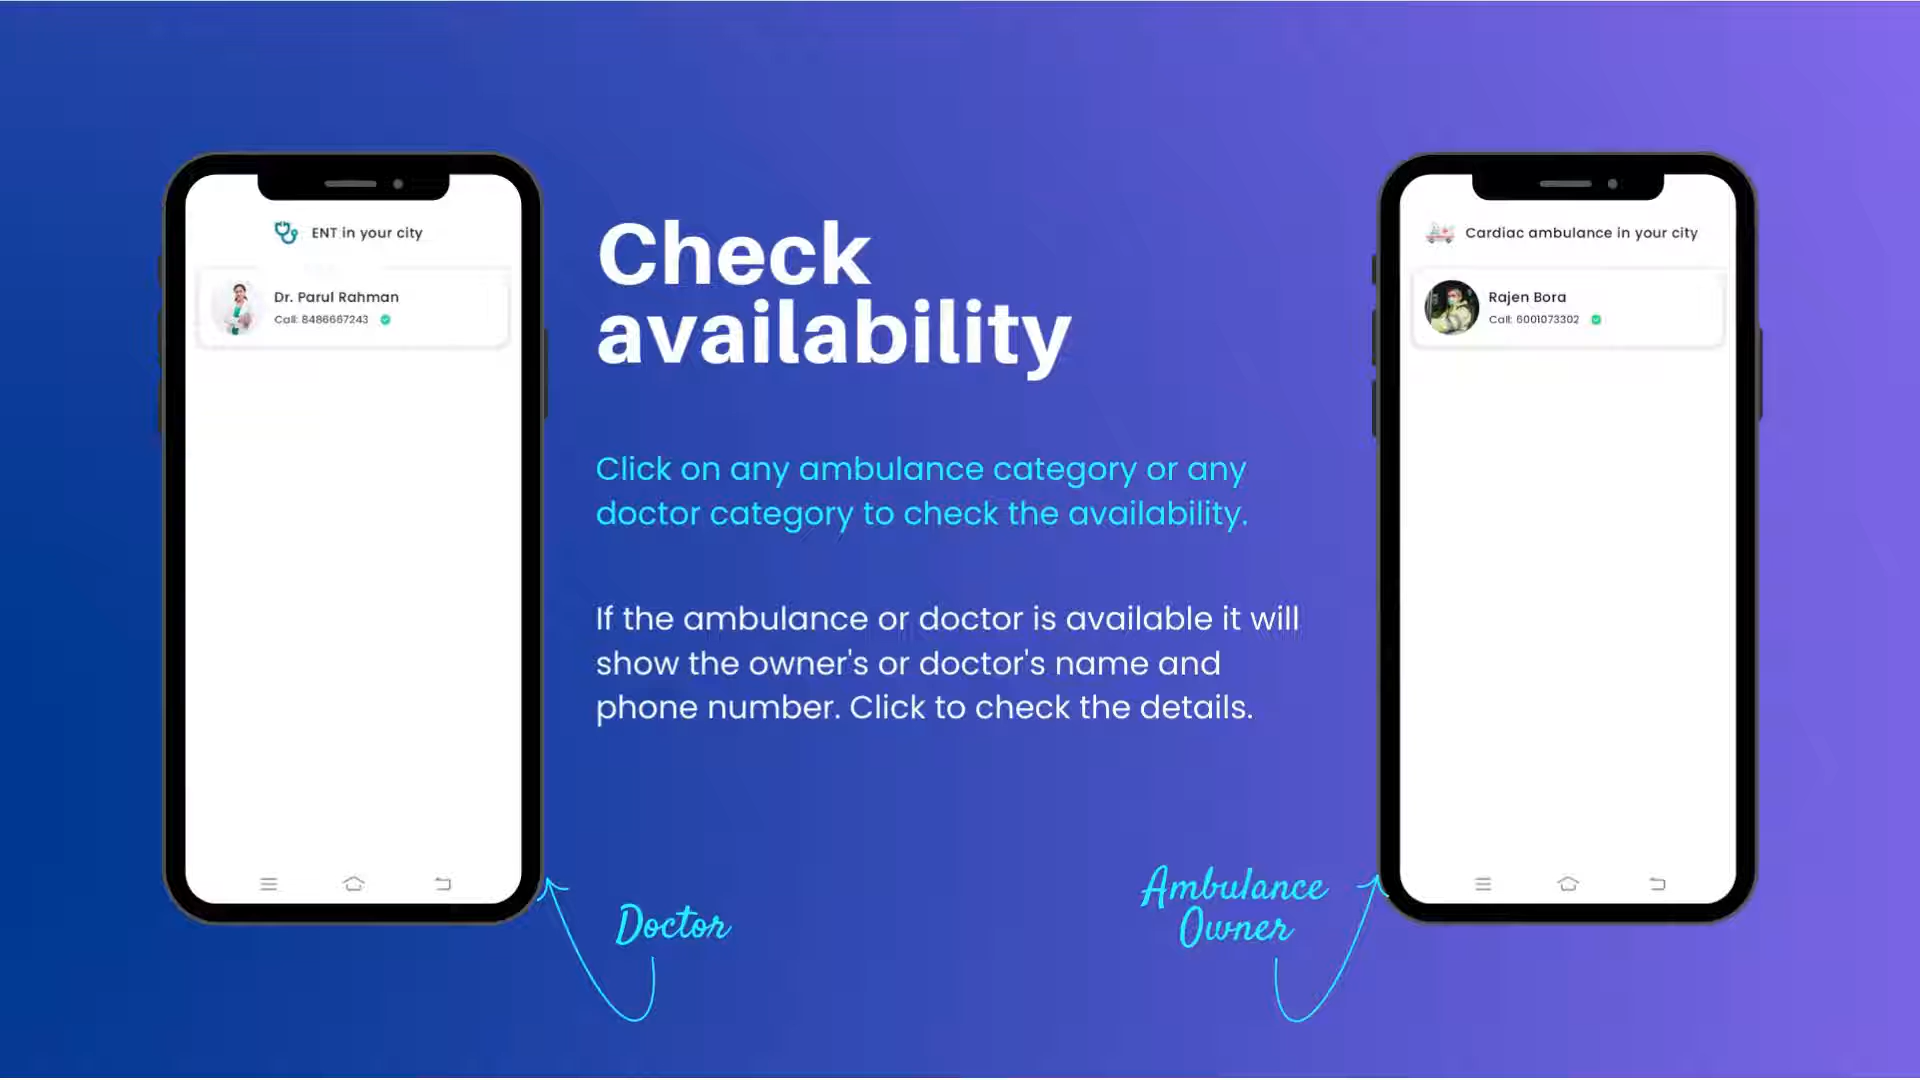 ENT in your city
Dr. Parul Rahman
Call: 8486667243
Check
availability
Click on any ambulance category or any
doctor category to check the availability.
If the ambulance or doctor is available it will
show the owner's or doctor's name and
phone number. Click to check the details.
Doctor
Ambulance
Owner
Cardiac ambulance in your city
Rajen Bora
Call: 6001073302